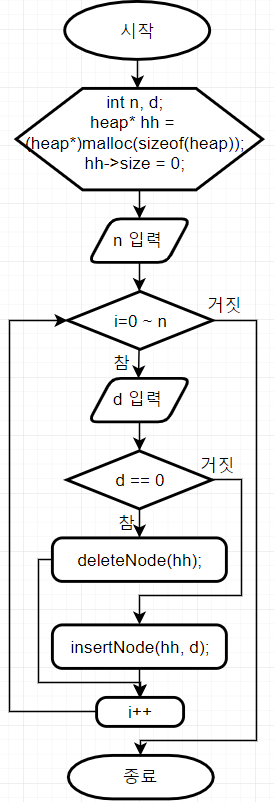 시작
int n, d;
heap* hh =
(heap*)malloc(sizeof(heap));
hh->size = 0;
n 입력
i=0 ~ n
거짓
참
d 입력
d == 0
거짓
참
deleteNode(hh);
insertNode(hh, d);
i++
종료